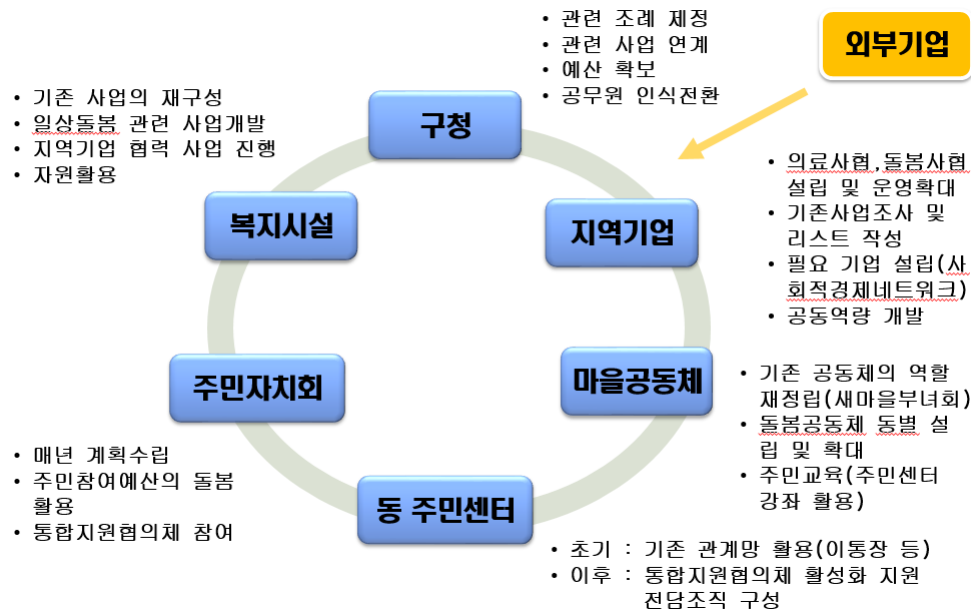 • 관련 조례 제정
• 관련 사업 연계
• 예산 확보
• 공무원 인식전환
외부기업
• 기존 사업의 재구성
• 일상돌봄 관련 사업개발
• 지역기업 협력 사업 진행
• 자원활용
구청
복지시설
지역기업
• 의료사협,돌봄사협
설립 및 운영확대
• 기존사업조사 및
리스트 작성
• 필요 기업 설립(사
회적경제네트워크)
• 공동역량 개발
주민자치회
마을공동체
• 기존 공동체의 역할
재정립(새마을부녀회)
• 돌봄공동체 동별 설
립 및 확대
• 주민교육(주민센터
강좌 활용)
• 매년 계획수립
• 주민참여예산의 돌봄
활용
• 통합지원협의체 참여
동 주민센터
• 초기 : 기존 관계망 활용(이통장 등)
• 이후 : 통합지원협의체 활성화 지원
전담조직 구성